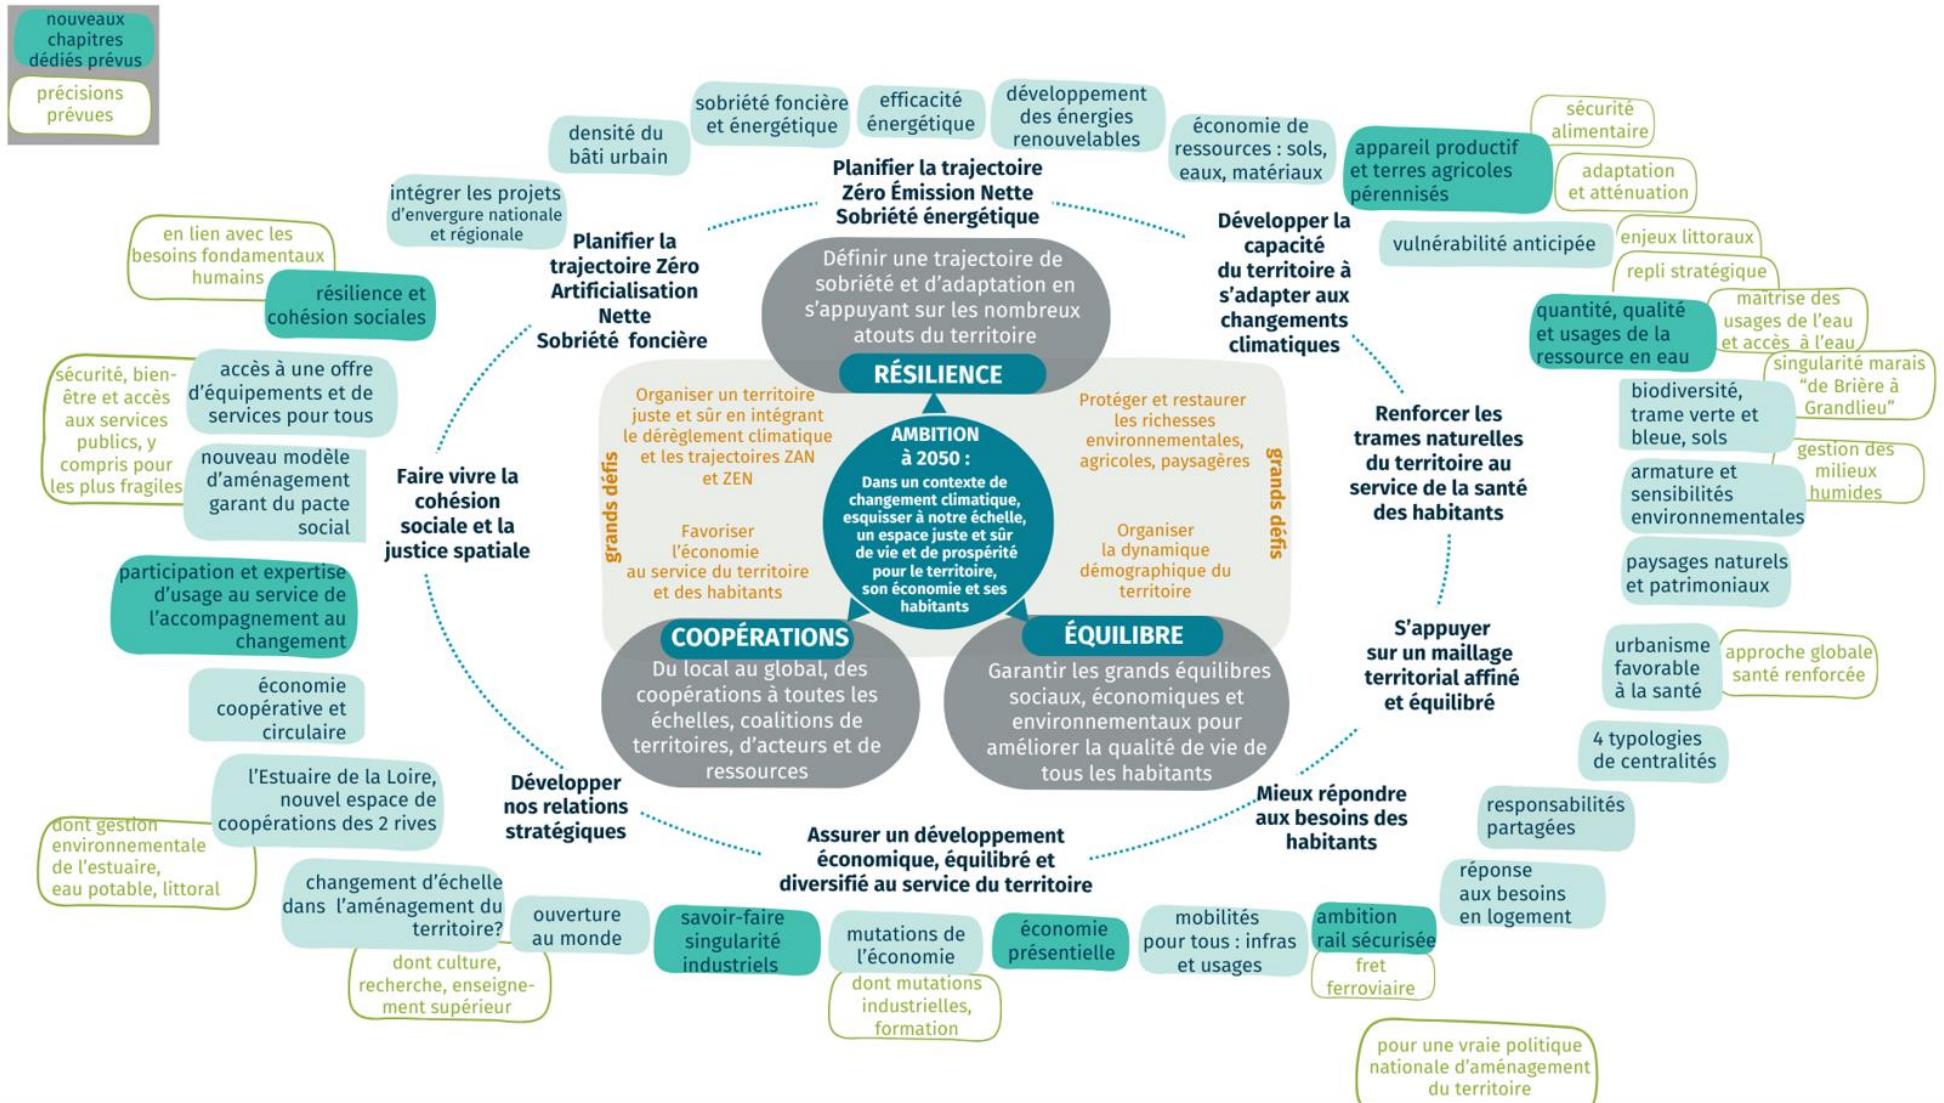 nouveaux
chapitres
dédiés prévus
précisions
prévues
sobriété foncière
et énergétique
efficacité
énergétique
développement
des énergies
renouvelables
densité du
bâti urbain
économie de
ressources : sols,
eaux, matériaux
appareil productif
et terres agricoles
pérennisés
sécurité
alimentaire
adaptation
et atténuation
intégrer les projets
d'envergure nationale
et régionale
Planifier la trajectoire
Zéro Émission Nette
Sobriété énergétique
Planifier la
trajectoire Zéro
Artificialisation
Nette
Sobriété foncière
Développer la
capacité
du territoire à
s'adapter aux
changements
climatiques
vulnérabilité anticipée
enjeux littoraux
repli stratégique
en lien avec les
besoins fondamentaux
humains
résilience et
cohésion sociales
Définir une trajectoire de
sobriété et d'adaptation en
s'appuyant sur les nombreux
atouts du territoire
RÉSILIENCE
quantité, qualité
et usages de la
ressource en eau
maîtrise des
usages de l'eau
et accès à l'eau
singularité marais
"de Brière à
Grandlieu"
sécurité, bien-
être et accès
aux services
publics, y
compris pour
les plus fragiles
accès à une offre
d'équipements et de
services pour tous
nouveau modèle
d'aménagement
garant du pacte
social
Faire vivre la
cohésion
sociale et la
justice spatiale
grands défis
Organiser un territoire
juste et sûr en intégrant
le dérèglement climatique
et les trajectoires ZAN
et ZEN
Favoriser
l'économie
au service du territoire
et des habitants
AMBITION
à 2050 :
Dans un contexte de
changement climatique,
esquisser à notre échelle,
un espace juste et sûr
de vie et de prospérité
pour le territoire,
son économie et ses
habitants
Protéger et restaurer
les richesses
environnementales,
agricoles, paysagères
Organiser
la dynamique
démographique du
territoire
grands défis
Renforcer les
trames naturelles
du territoire au
service de la santé
des habitants
biodiversité,
trame verte et
bleue, sols
armature et
sensibilités
environnementales
gestion des
milieux
humides
paysages naturels
et patrimoniaux
participation et expertise
d'usage au service de
l'accompagnement au
changement
COOPÉRATIONS
Du local au global, des
coopérations à toutes les
échelles, coalitions de
territoires, d'acteurs et de
ressources
ÉQUILIBRE
Garantir les grands équilibres
sociaux, économiques et
environnementaux pour
améliorer la qualité de vie de
tous les habitants
S'appuyer
sur un maillage
territorial affiné
et équilibré
urbanisme
favorable
à la santé
approche globale
santé renforcée
4 typologies
de centralités
économie
coopérative et
circulaire
l'Estuaire de la Loire,
nouvel espace de
coopérations des 2 rives
dont gestion
environnementale
de l'estuaire,
eau potable, littoral
Développer
nos relations
stratégiques
Assurer un développement
économique, équilibré et
diversifié au service du territoire
Mieux répondre
aux besoins des
habitants
responsabilités
partagées
réponse
aux besoins
en logement
changement d'échelle
dans l'aménagement du
territoire?
dont culture,
recherche, enseigne-
ment supérieur
ouverture
au monde
savoir-faire
singularité
industriels
mutations de
l'économie
dont mutations
industrielles,
formation
économie
présentielle
mobilités
pour tous : infras
et usages
ambition
rail sécurisée
fret
ferroviaire
pour une vraie politique
nationale d'aménagement
du territoire